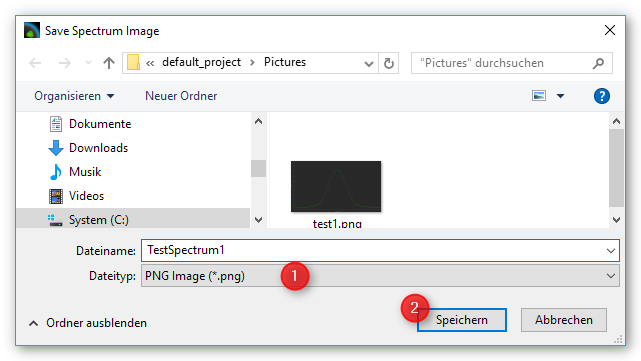 Save Spectrum Image
« default_project > Pictures
"Pictures" durchsuchen
Organisieren
Neuer Ordner
?
Dokumente
Downloads
Musik
Videos
System (C:)
test1.png
Dateiname: TestSpectrum1
Dateityp: PNG Image (*.png)
1
2
Ordner ausblenden
Speichern
Abbrechen